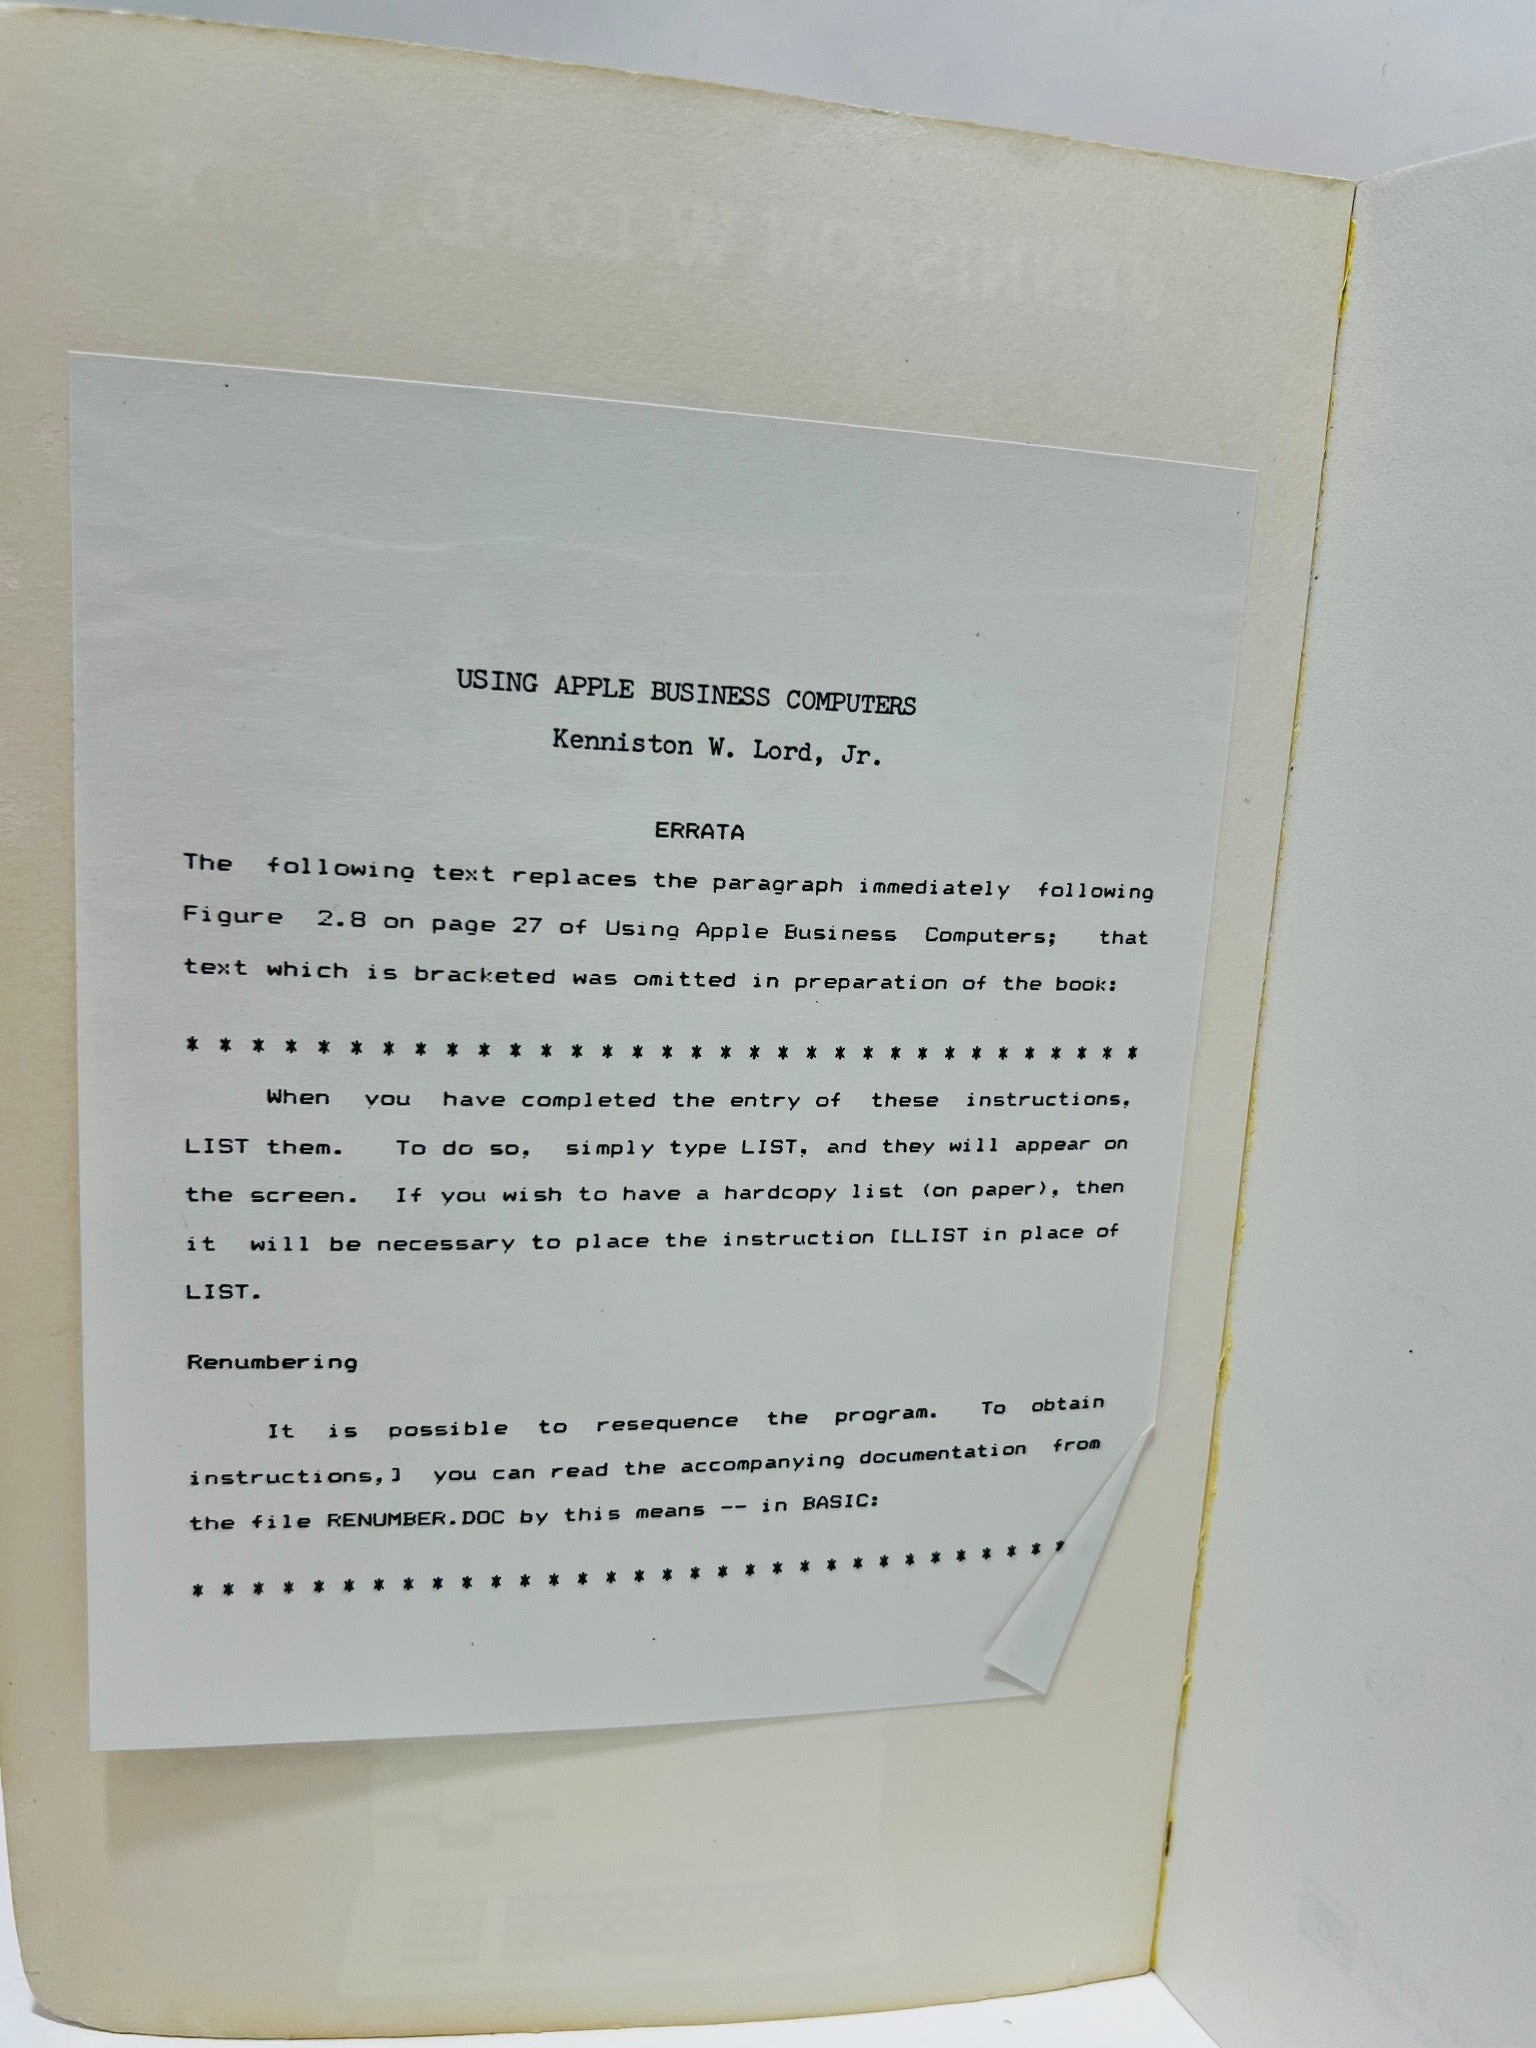 USING APPLE BUSINESS COMPUTERS
Kenniston W. Lord, Jr.
ERRATA
The following text replaces the paragraph immediately following
Figure 2.8 on page 27 of Using Apple Business Computers; that
text which is bracketed was omitted in preparation of the book:
* * * * * * * * * * * * * * * * * * * * * * * * * * * * * * * *
When you have completed the entry of these instructions,
LIST them. To do so, simply type LIST, and they will appear on
the screen. If you wish to have a hardcopy list (on paper), then
it will be necessary to place the instruction [LLIST in place of
LIST.
Renumbering
It is possible to resequence the program. To obtain
instructions,] you can read the accompanying documentation from
the file RENUMBER.DOC by this means -- in BASIC:
* * * * * * * * * * * * * * * * * * * * * * * * * * * * * * *